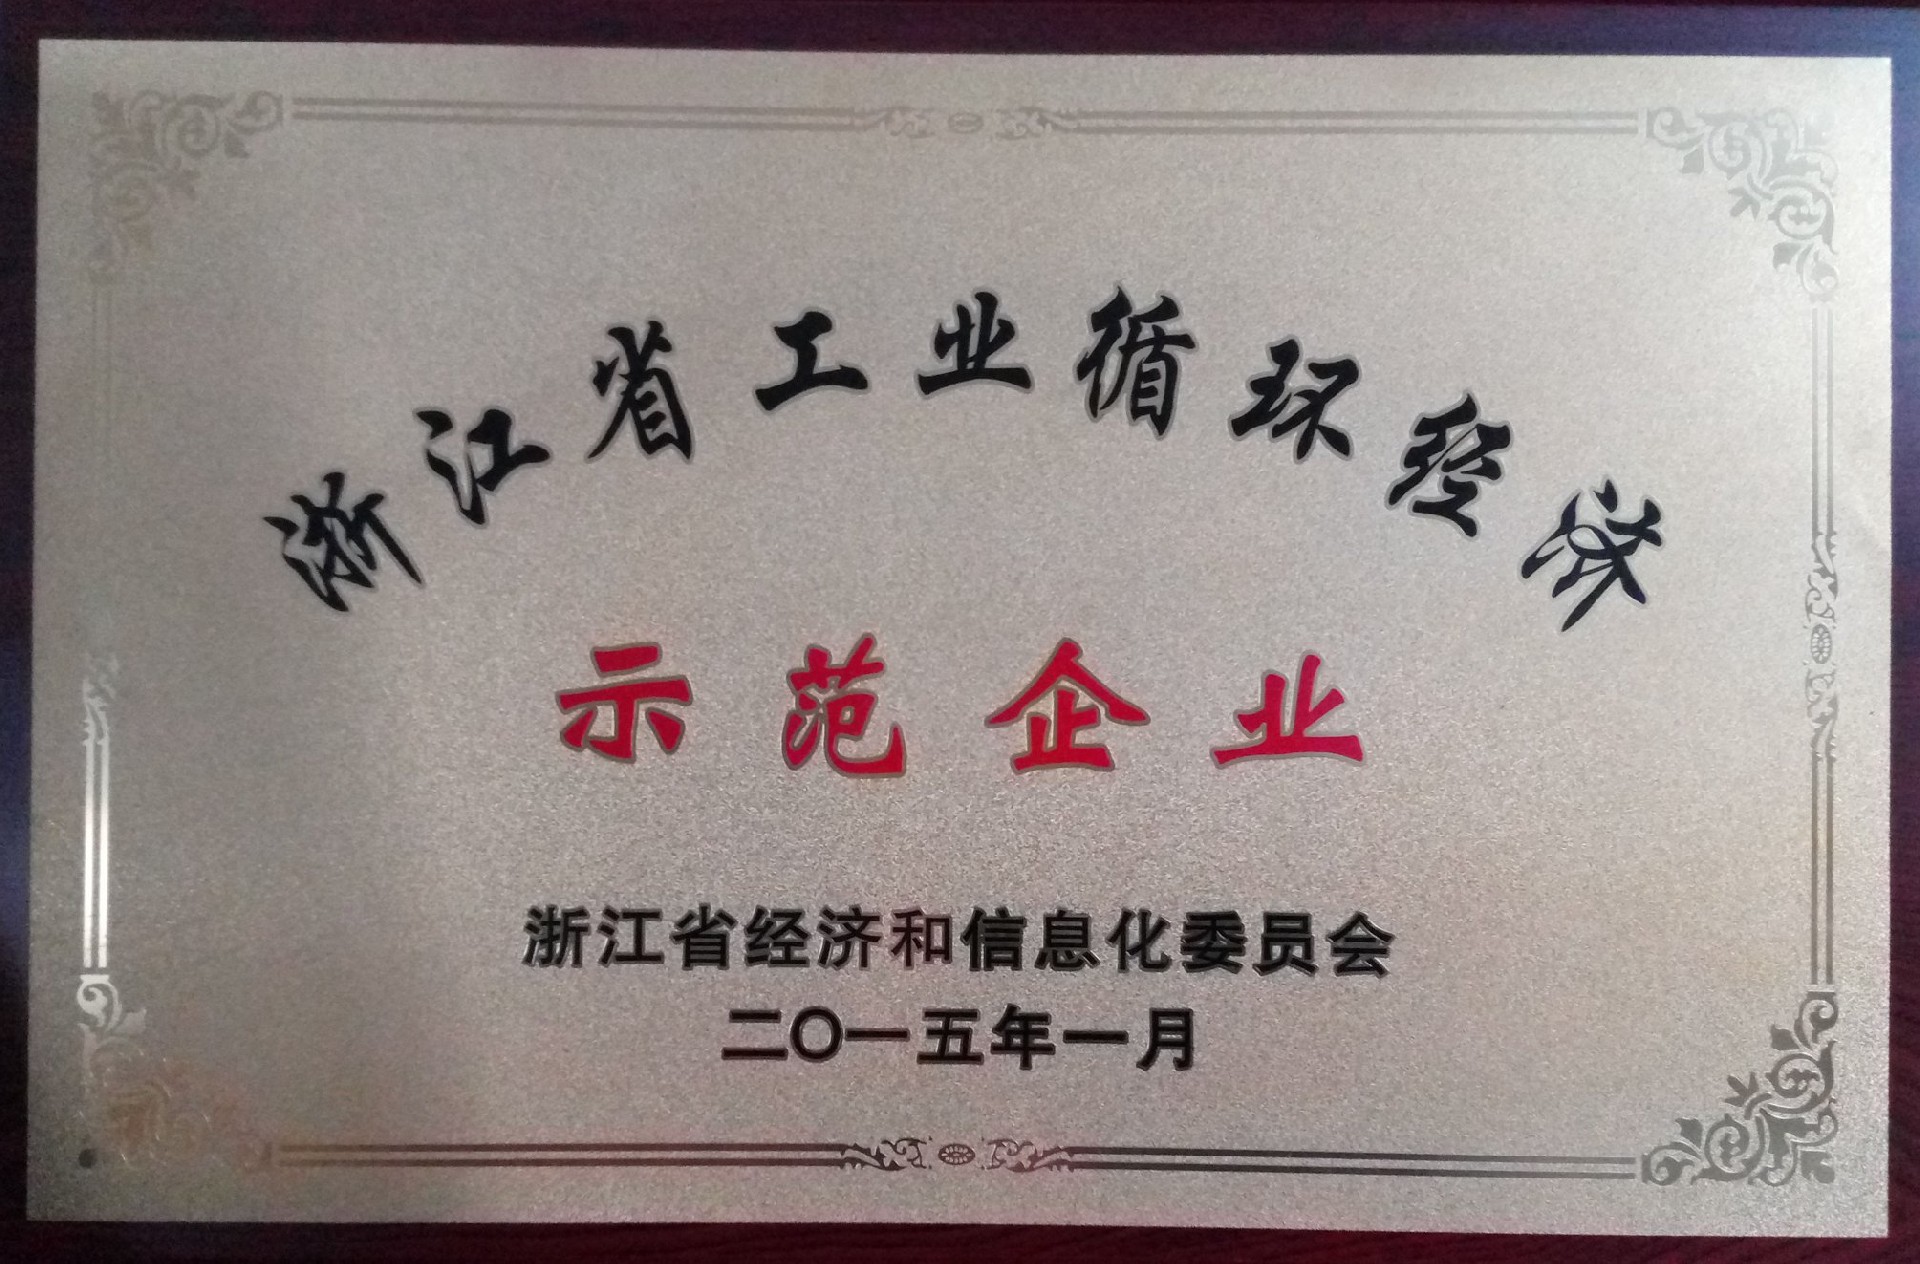 浙江省工业循环经济
示范企业
浙江省经济和信息化委员会
二〇一五年一月